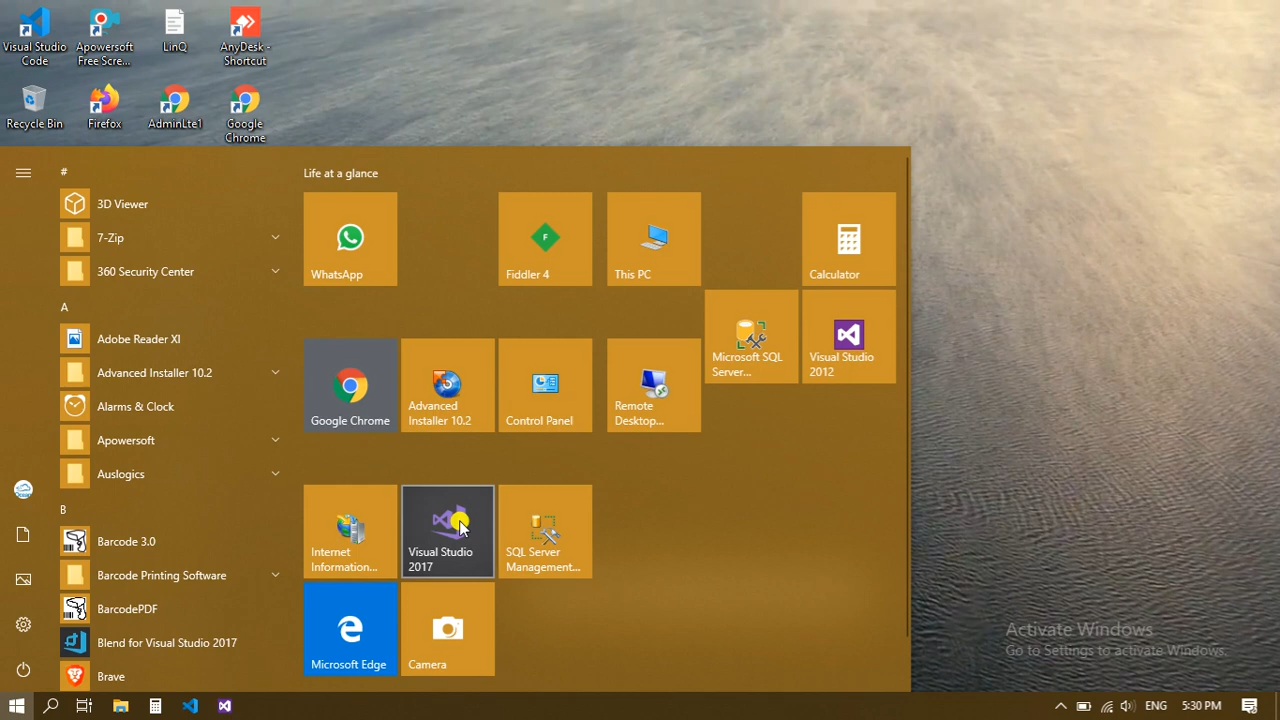 Visual Studio
Code
Apowersoft
Free Scre...
LinQ
AnyDesk -
Shortcut
Recycle Bin
Firefox
AdminLte1
Google
Chrome
#
3D Viewer
7-Zip
360 Security Center
A
Adobe Reader XI
Advanced Installer 10.2
Alarms & Clock
Apowersoft
Auslogics
B
Barcode 3.0
Barcode Printing Software
BarcodePDF
Blend for Visual Studio 2017
Brave
Life at a glance
WhatsApp
F
Fiddler 4
This PC
Calculator
Microsoft SQL
Server...
Visual Studio
2012
Google Chrome
Advanced
Installer 10.2
Control Panel
Remote
Desktop...
Internet
Information...
Visual Studio
2017
SQL Server
Management...
Microsoft Edge
Camera
Activate Windows
Go to Settings to activate Windows.
ENG
5:30 PM